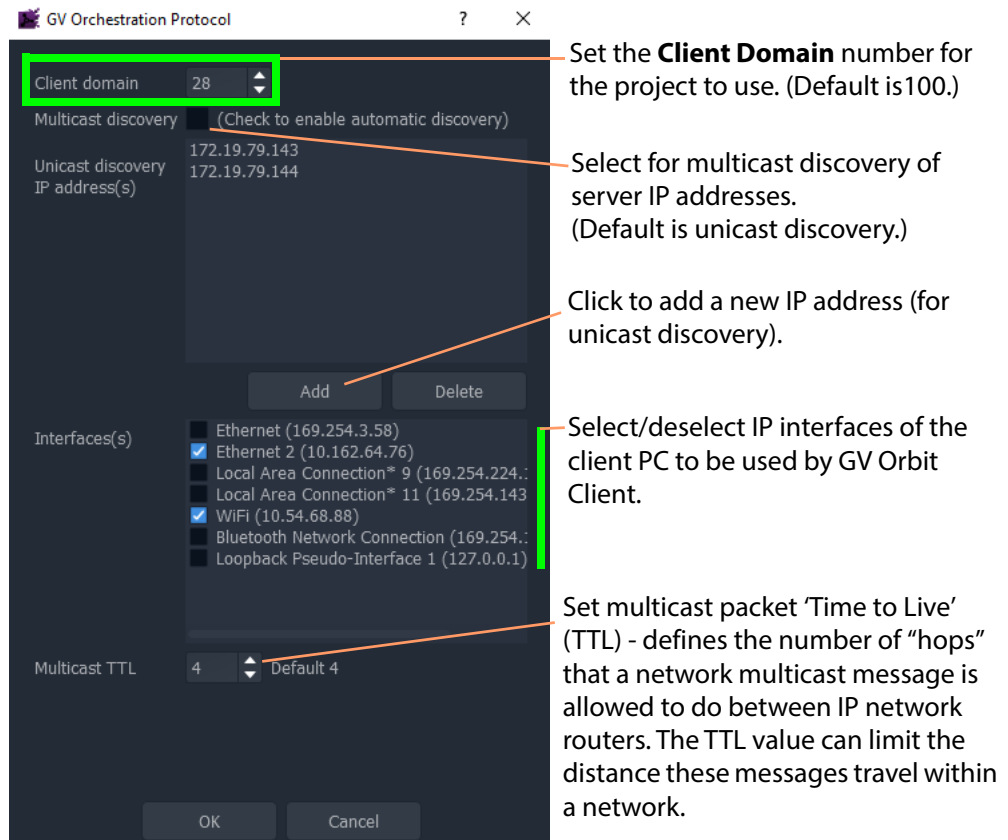 GV Orchestration Protocol
?
Client domain
28
Set the Client Domain number for
the project to use. (Default is100.)
Multicast discovery
(Check to enable automatic discovery)
Unicast discovery
IP address(s)
172.19.79.143
172.19.79.144
Select for multicast discovery of
server IP addresses.
(Default is unicast discovery.)
Click to add a new IP address (for
unicast discovery).
Add
Delete
Interfaces(s)
Ethernet (169.254.3.58)
Ethernet 2 (10.162.64.76)
Local Area Connection* 9 (169.254.224.
Local Area Connection* 11 (169.254.143
WiFi (10.54.68.88)
Bluetooth Network Connection (169.254.
Loopback Pseudo-Interface 1 (127.0.0.1)
Select/deselect IP interfaces of the
client PC to be used by GV Orbit
Client.
Multicast TTL
4
Default 4
Set multicast packet ‘Time to Live’
(TTL) - defines the number of “hops”
that a network multicast message is
allowed to do between IP network
routers. The TTL value can limit the
distance these messages travel within
a network.
OK
Cancel